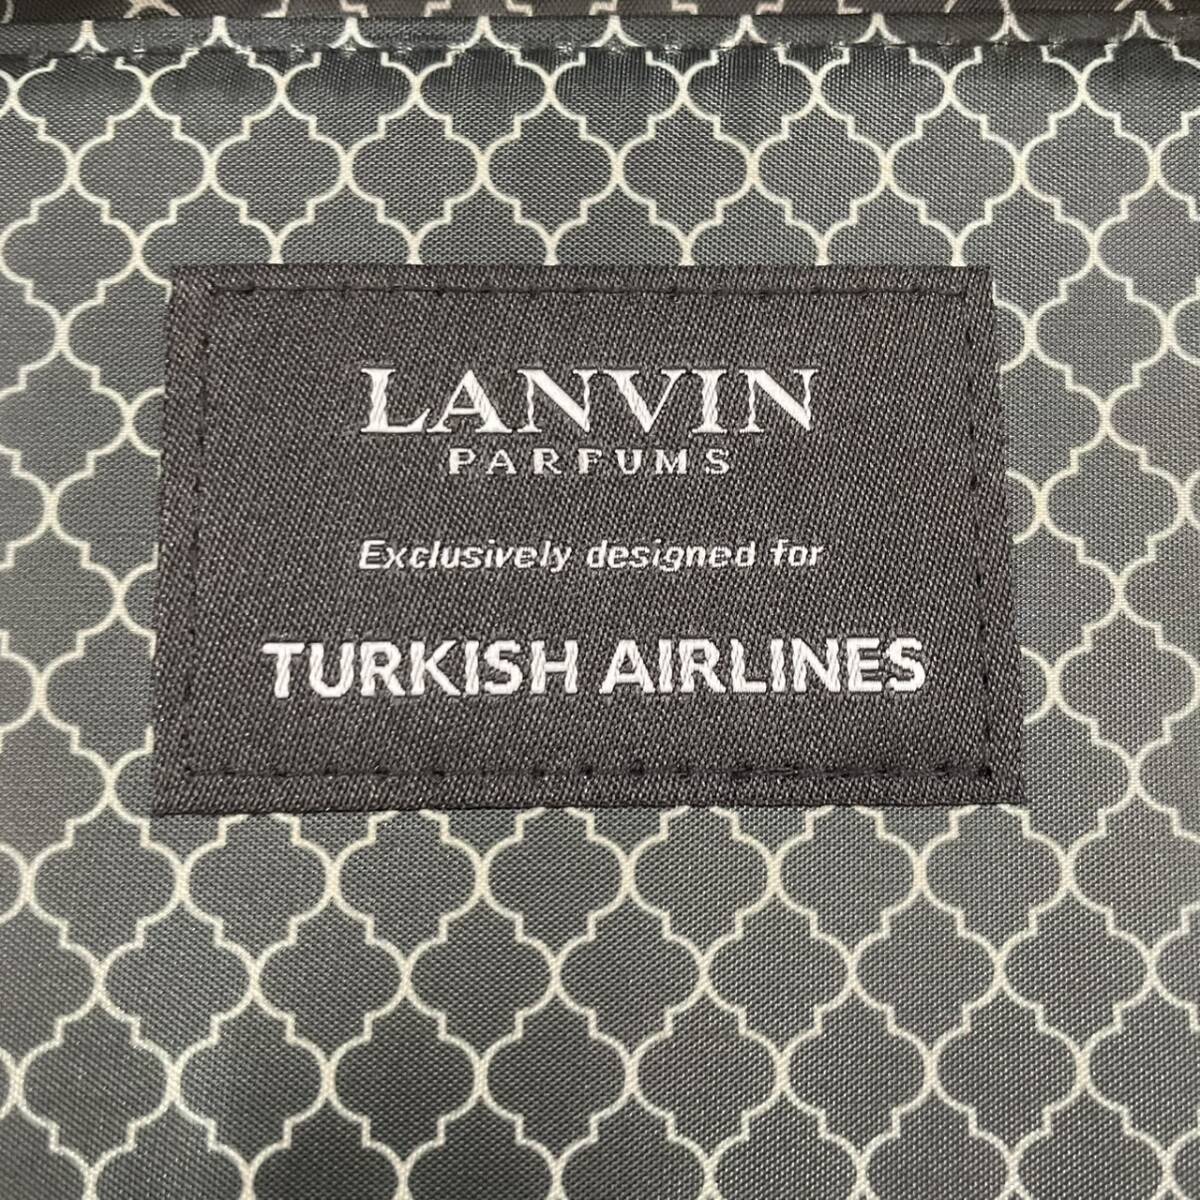 LANVIN
PARFUMS
Exclusively designed for
TURKISH AIRLINES